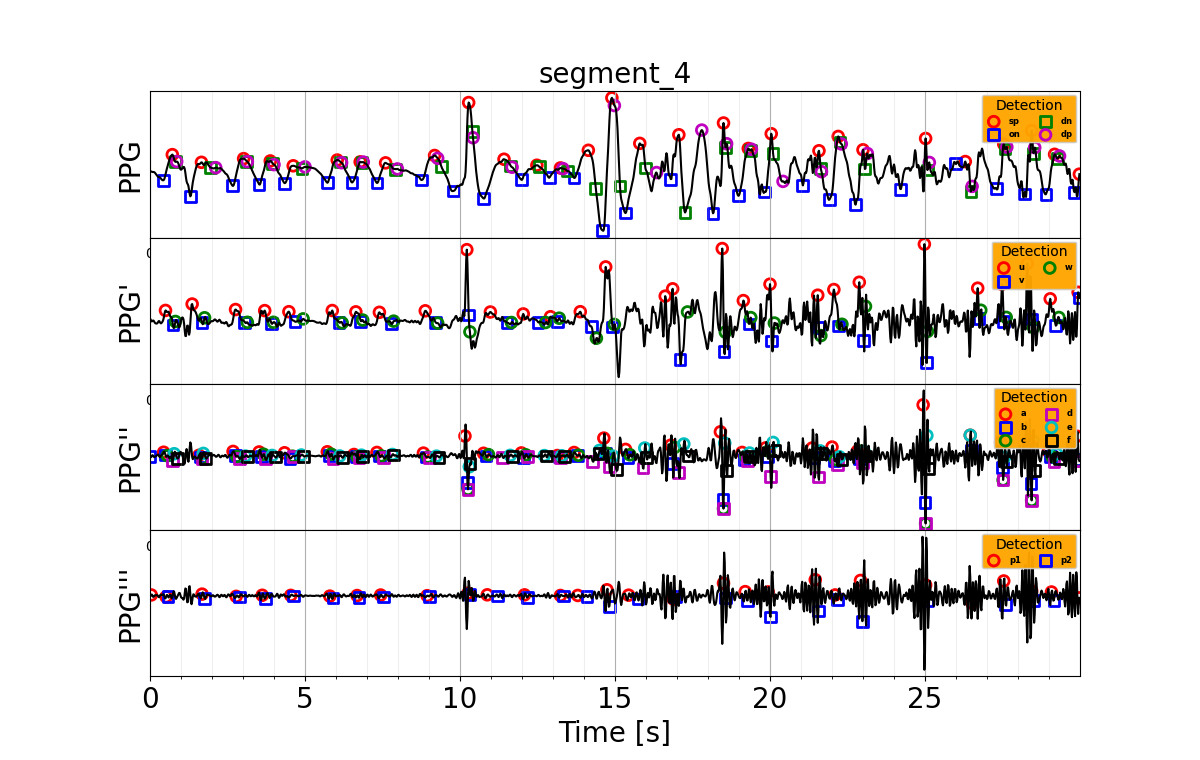 segment_4
PPG
Detection
sp dn
on dp
PPG'
Detection
u w
v
PPG''
Detection
a d
b e
c f
PPG'''
Detection
p1 p2
0 5 10 15 20 25
Time [s]